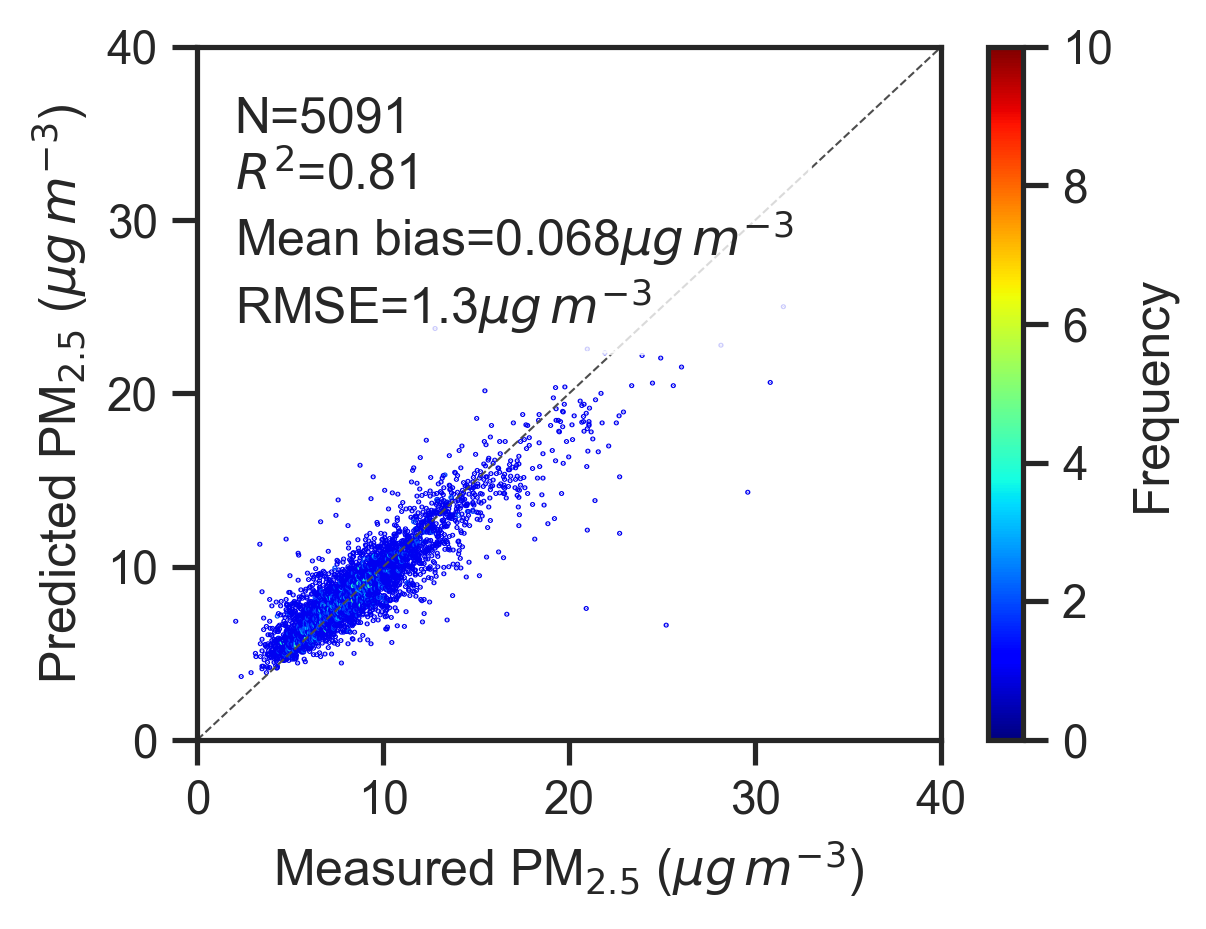 40
30
20
10
0
Predicted PM₂.₅ (μg m⁻³)
N=5091
R²=0.81
Mean bias=0.068μg m⁻³
RMSE=1.3μg m⁻³
0 10 20 30 40
Measured PM₂.₅ (μg m⁻³)
10
8
6
4
2
0
Frequency